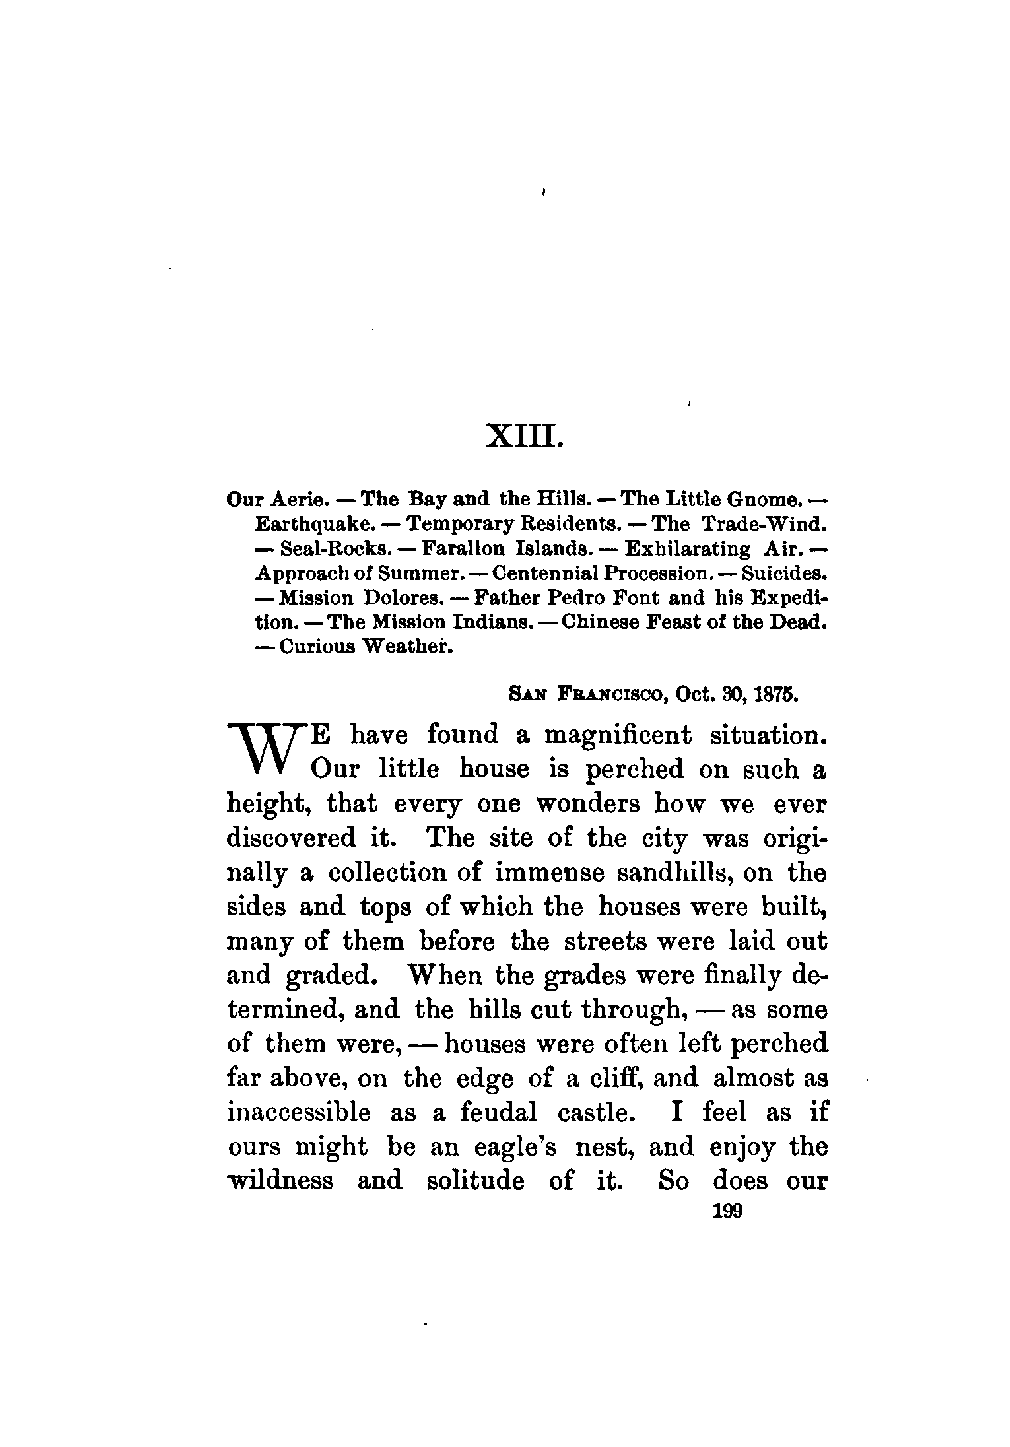 XIII.
Our Aerie. — The Bay and the Hills. — The Little Gnome. —
Earthquake. — Temporary Residents. — The Trade-Wind.
— Seal-Rocks. — Farallon Islands. — Exhilarating Air. —
Approach of Summer. — Centennial Procession. — Suicides.
— Mission Dolores. — Father Pedro Font and his Expedi-
tion. — The Mission Indians. — Chinese Feast of the Dead.
— Curious Weather.
San Francisco, Oct. 30, 1875.
WE have found a magnificent situation.
Our little house is perched on such a
height, that every one wonders how we ever
discovered it. The site of the city was origi-
nally a collection of immense sandhills, on the
sides and tops of which the houses were built,
many of them before the streets were laid out
and graded. When the grades were finally de-
termined, and the hills cut through, — as some
of them were, — houses were often left perched
far above, on the edge of a cliff, and almost as
inaccessible as a feudal castle. I feel as if
ours might be an eagle's nest, and enjoy the
wildness and solitude of it. So does our
199